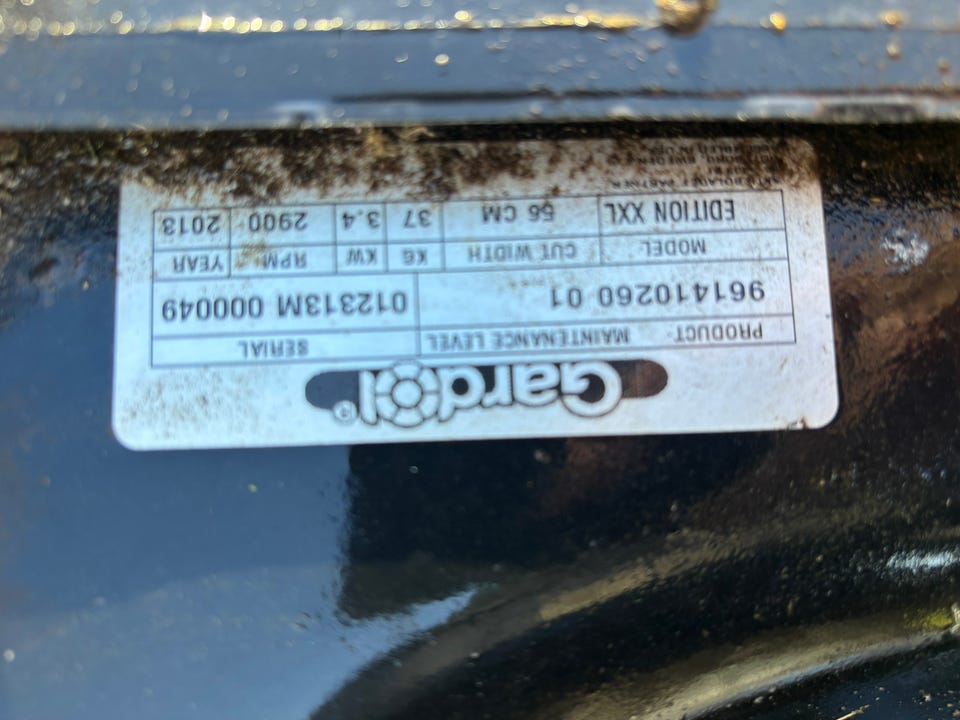 Gardol®
PRODUCT MAINTENANCE LEVEL SERIAL
961410260 01 012313M 000049
MODEL CUT WIDTH KG KW RPM YEAR
EDITION XXL 56 CM 37 3.4 2900 2013